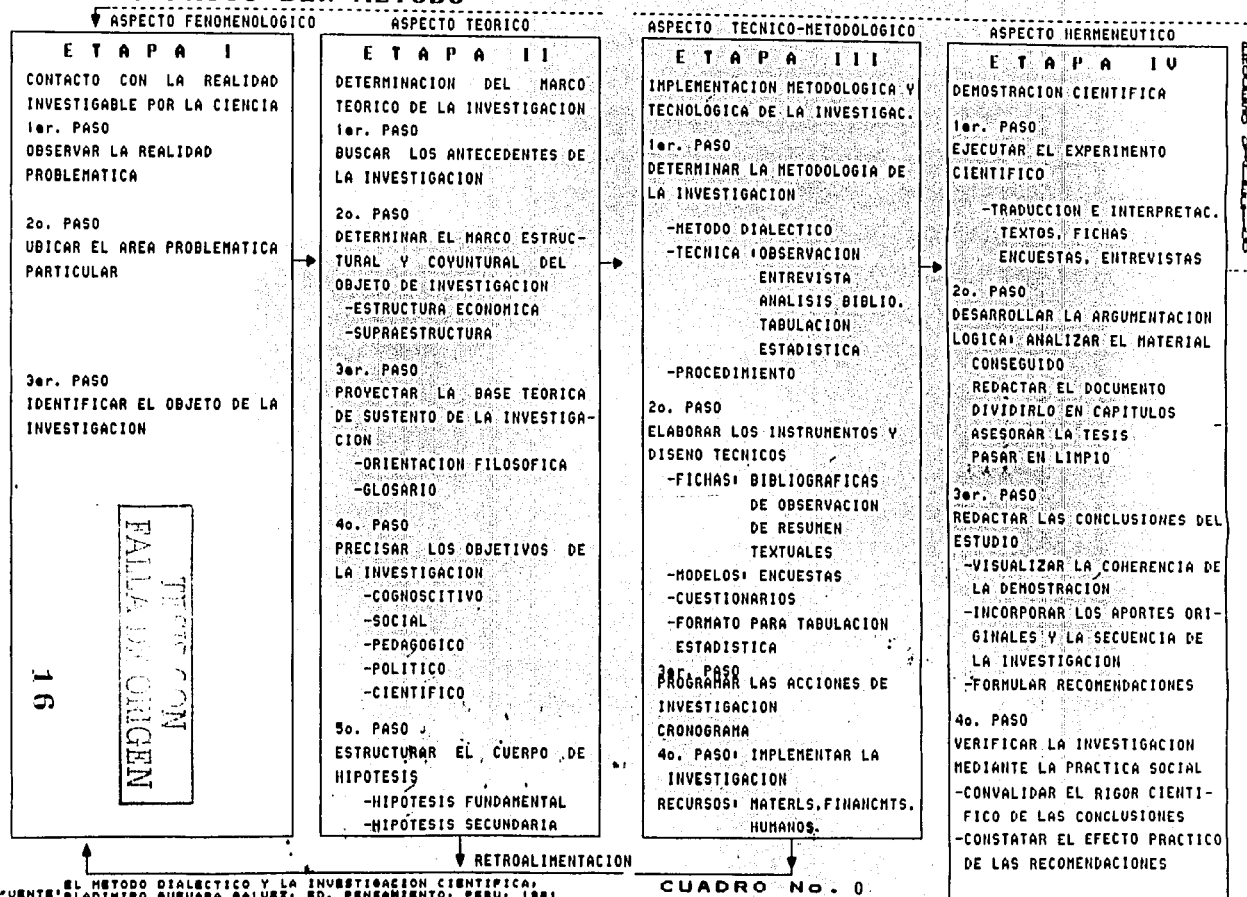 ASPECTO FENOMENOLOGICO
E T A P A I
CONTACTO CON LA REALIDAD
INVESTIGABLE POR LA CIENCIA
1er. PASO
OBSERVAR LA REALIDAD
PROBLEMATICA
2o. PASO
UBICAR EL AREA PROBLEMATICA
PARTICULAR
3er. PASO
IDENTIFICAR EL OBJETO DE LA
INVESTIGACION
TESIS CON
FALLA DE ORIGEN
16
ASPECTO TEORICO
E T A P A II
DETERMINACION DEL MARCO
TEORICO DE LA INVESTIGACION
1er. PASO
BUSCAR LOS ANTECEDENTES DE
LA INVESTIGACION
2o. PASO
DETERMINAR EL MARCO ESTRUC-
TURAL Y COYUNTURAL DEL
OBJETO DE INVESTIGACION
-ESTRUCTURA ECONOMICA
-SUPRAESTRUCTURA
3er. PASO
PROYECTAR LA BASE TEORICA
DE SUSTENTO DE LA INVESTIGA-
CION
-ORIENTACION FILOSOFICA
-GLOSARIO
4o. PASO
PRECISAR LOS OBJETIVOS DE
LA INVESTIGACION
-COGNOSCITIVO
-SOCIAL
-PEDAGOGICO
-POLITICO
-CIENTIFICO
5o. PASO
ESTRUCTURAR EL CUERPO DE
HIPOTESIS
-HIPOTESIS FUNDAMENTAL
-HIPOTESIS SECUNDARIA
ASPECTO TECNICO-METODOLOGICO
E T A P A III
IMPLEMENTACION METODOLOGICA Y
TECNOLOGICA DE LA INVESTIGAC.
1er. PASO
DETERMINAR LA METODOLOGIA DE
LA INVESTIGACION
-METODO DIALECTICO
-TECNICA :OBSERVACION
ENTREVISTA
ANALISIS BIBLIO.
TABULACION
ESTADISTICA
-PROCEDIMIENTO
2o. PASO
ELABORAR LOS INSTRUMENTOS Y
DISENO TECNICOS
-FICHAS: BIBLIOGRAFICAS
DE OBSERVACION
DE RESUMEN
TEXTUALES
-MODELOS: ENCUESTAS
-CUESTIONARIOS
-FORMATO PARA TABULACION
ESTADISTICA
3er. PASO
PROGRAMAR LAS ACCIONES DE
INVESTIGACION
CRONOGRAMA
4o. PASO: IMPLEMENTAR LA
INVESTIGACION
RECURSOS: MATERLS,FINANCMTS.
HUMANOS.
ASPECTO HERMENEUTICO
E T A P A IV
DEMOSTRACION CIENTIFICA
1er. PASO
EJECUTAR EL EXPERIMENTO
CIENTIFICO
-TRADUCCION E INTERPRETAC.
TEXTOS, FICHAS
ENCUESTAS, ENTREVISTAS
2o. PASO
DESARROLLAR LA ARGUMENTACION
LOGICA: ANALIZAR EL MATERIAL
CONSEGUIDO
REDACTAR EL DOCUMENTO
DIVIDIRLO EN CAPITULOS
ASESORAR LA TESIS
PASAR EN LIMPIO
3er. PASO
REDACTAR LAS CONCLUSIONES DEL
ESTUDIO
-VISUALIZAR LA COHERENCIA DE
LA DEMOSTRACION
-INCORPORAR LOS APORTES ORI-
GINALES Y LA SECUENCIA DE
LA INVESTIGACION
-FORMULAR RECOMENDACIONES
4o. PASO
VERIFICAR LA INVESTIGACION
MEDIANTE LA PRACTICA SOCIAL
-CONVALIDAR EL RIGOR CIENTI-
FICO DE LAS CONCLUSIONES
-CONSTATAR EL EFECTO PRACTICO
DE LAS RECOMENDACIONES
RETROALIMENTACION
EL METODO DIALECTICO Y LA INVESTIGACION CIENTIFICA,
ED. PENSAMIENTO, PERU, 1981
CUADRO No. 0